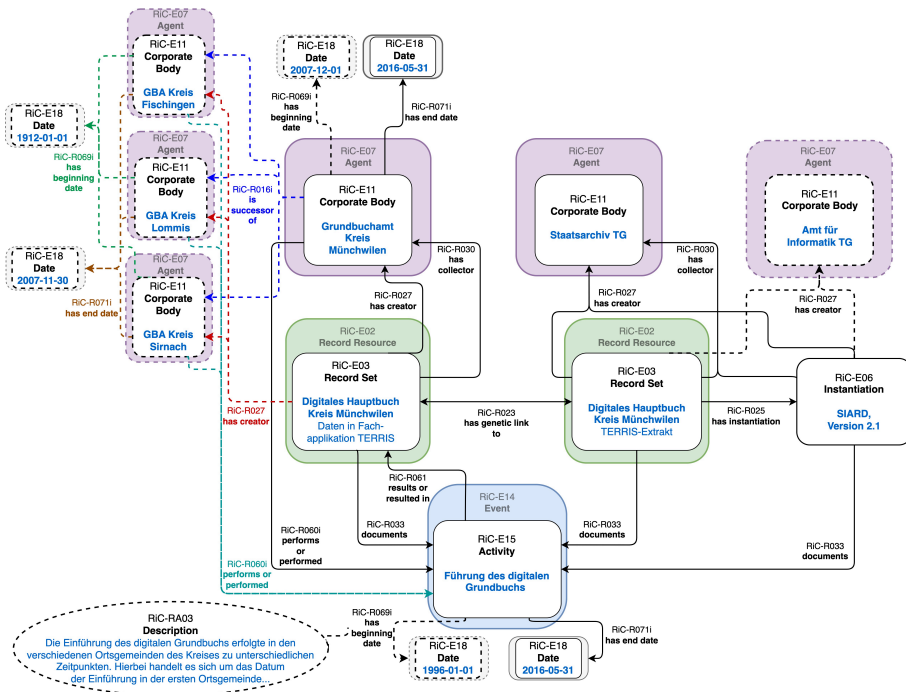 RiC-E07
Agent
RiC-E11
Corporate
Body
GBA Kreis
Fischingen
RiC-E18
Date
2007-12-01
RiC-E18
Date
2016-05-31
RiC-R069i
has
beginning
date
RiC-R071i
has end date
RiC-E18
Date
1912-01-01
RiC-R069i
has
beginning
date
RiC-E07
Agent
RiC-E11
Corporate
Body
GBA Kreis
Lommis
RiC-R016i
is
successor
of
RiC-E07
Agent
RiC-E11
Corporate Body
Grundbuchamt
Kreis
Münchwilen
RiC-E07
Agent
RiC-E11
Corporate Body
Staatsarchiv TG
RiC-E07
Agent
RiC-E11
Corporate Body
Amt für
Informatik TG
RiC-E18
Date
2007-11-30
RiC-R071i
has end date
RiC-E07
Agent
RiC-E11
Corporate
Body
GBA Kreis
Sirnach
RiC-R030
has
collector
RiC-R027
has creator
RiC-R027
has creator
RiC-R030
has
collector
RiC-R027
has creator
RiC-E02
Record Resource
RiC-E03
Record Set
Digitales Hauptbuch
Kreis Münchwilen
Daten in Fach-
applikation TERRIS
RiC-R027
has creator
RiC-R023
has genetic link
to
RiC-E02
Record Resource
RiC-E03
Record Set
Digitales Hauptbuch
Kreis Münchwilen
TERRIS-Extrakt
RiC-R025
has instantiation
RiC-E06
Instantiation
SIARD,
Version 2.1
RiC-R061
results or
resulted in
RiC-E14
Event
RiC-E15
Activity
Führung des digitalen
Grundbuchs
RiC-R033
documents
RiC-R033
documents
RiC-R033
documents
RiC-R060i
performs or
performed
RiC-R060i
performs or
performed
RiC-RA03
Description
Die Einführung des digitalen Grundbuchs erfolgte in den
verschiedenen Ortsgemeinden des Kreises zu unterschiedlichen
Zeitpunkten. Hierbei handelt es sich um das Datum
der Einführung in der ersten Ortsgemeinde...
RiC-R069i
has
beginning
date
RiC-E18
Date
1996-01-01
RiC-E18
Date
2016-05-31
RiC-R071i
has end date